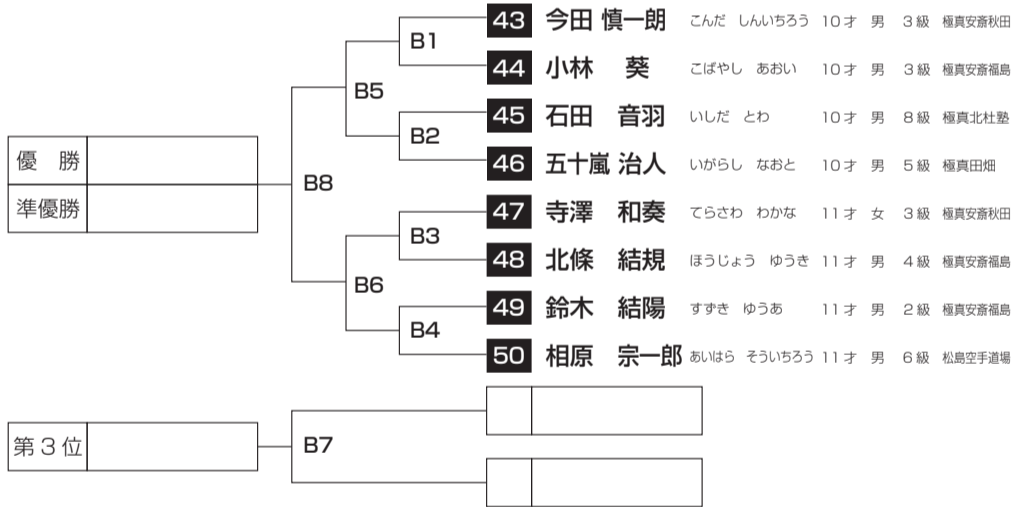 43 今田 慎一朗 こんだ しんいちろう 10才 男 3級 極真安斎秋田
B1
44 小林 葵 こばやし あおい 10才 男 3級 極真安斎福島
B5
45 石田 音羽 いしだ とわ 10才 男 8級 極真北杜塾
B2
46 五十嵐 治人 いがらし なおと 10才 男 5級 極真田畑
優 勝
B8
準優勝
47 寺澤 和奏 てらさわ わかな 11才 女 3級 極真安斎秋田
B3
48 北條 結規 ほうじょう ゆうき 11才 男 4級 極真安斎福島
B6
49 鈴木 結陽 すずき ゆうあ 11才 男 2級 極真安斎福島
B4
50 相原 宗一郎 あいはら そういちろう 11才 男 6級 松島空手道場
第3位
B7